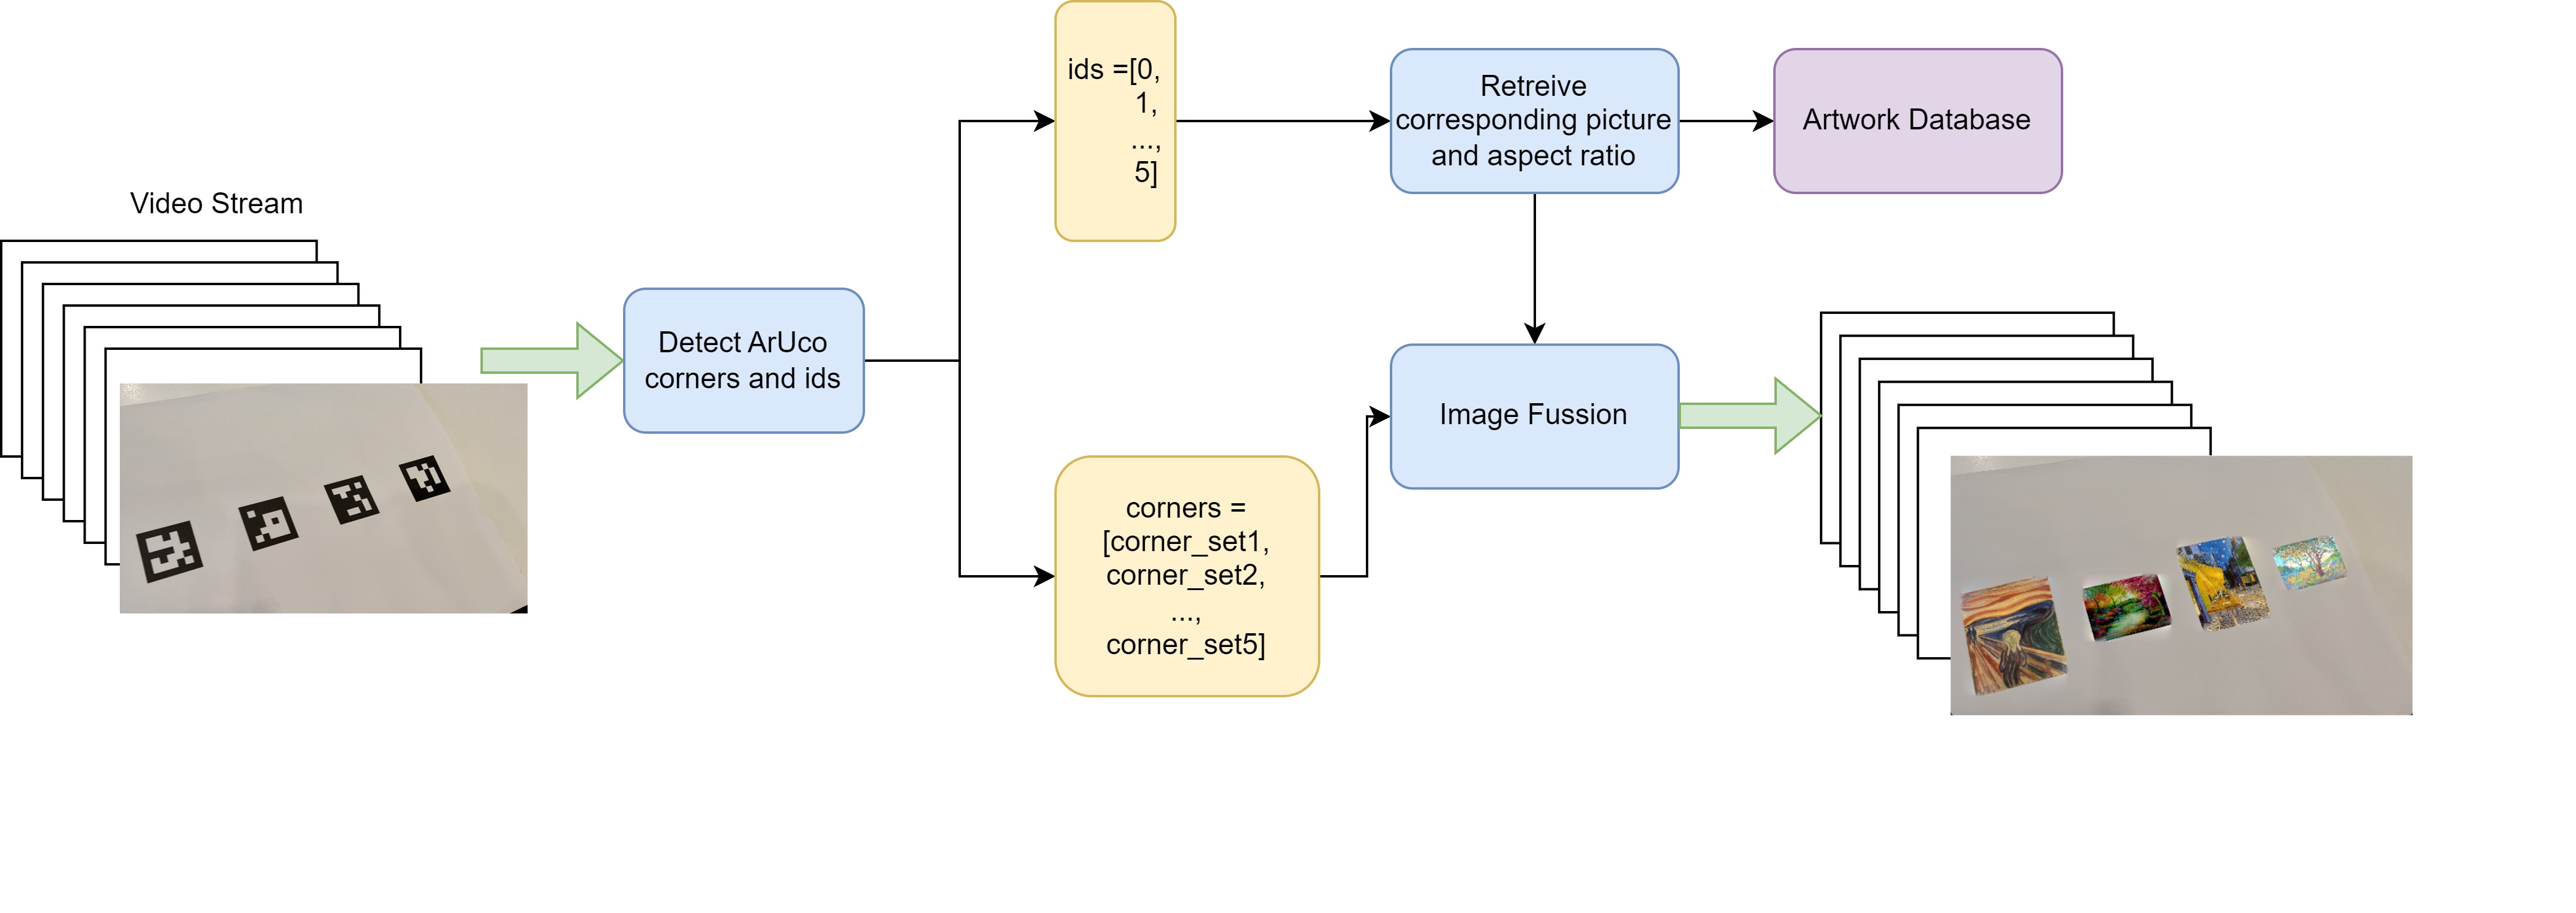 Video Stream
Detect ArUco
corners and ids
ids =[0,
1,
...,
5]
Retreive
corresponding picture
and aspect ratio
Artwork Database
corners =
[corner_set1,
corner_set2,
...,
corner_set5]
Image Fussion